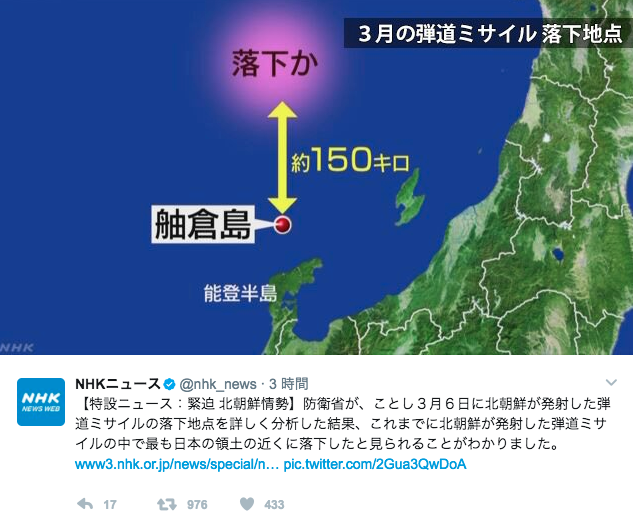 ３月の弾道ミサイル 落下地点
落下か
約150キロ
舳倉島
能登半島
NHK
NHK
NEWS WEB
NHKニュース @nhk_news · 3 時間
【特設ニュース：緊迫 北朝鮮情勢】防衛省が、ことし３月６日に北朝鮮が発射した弾
道ミサイルの落下地点を詳しく分析した結果、これまでに北朝鮮が発射した弾道ミサ
イルの中で最も日本の領土の近くに落下したと見られることがわかりました。
www3.nhk.or.jp/news/special/n… pic.twitter.com/2Gua3QwDoA
17 976 433